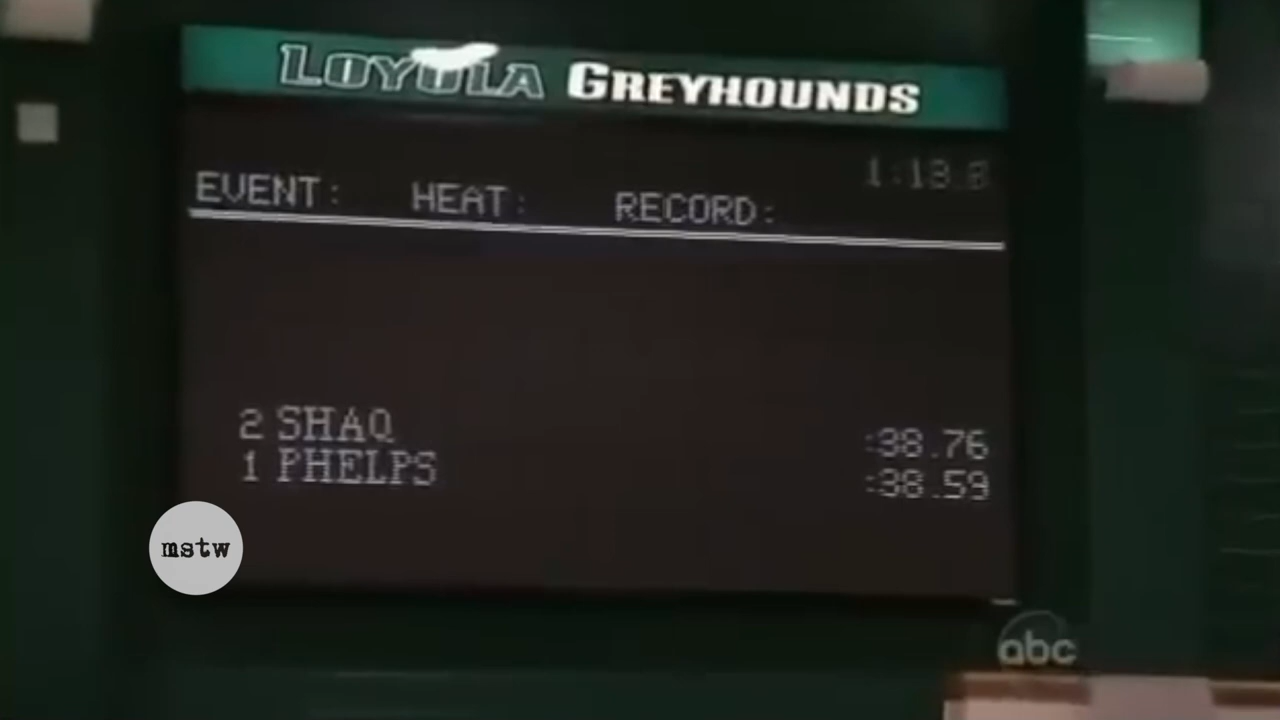 LOYOLA GREYHOUNDS
1:13.8
EVENT: HEAT: RECORD:
2 SHAQ :38.76
1 PHELPS :38.59
mstw
abc